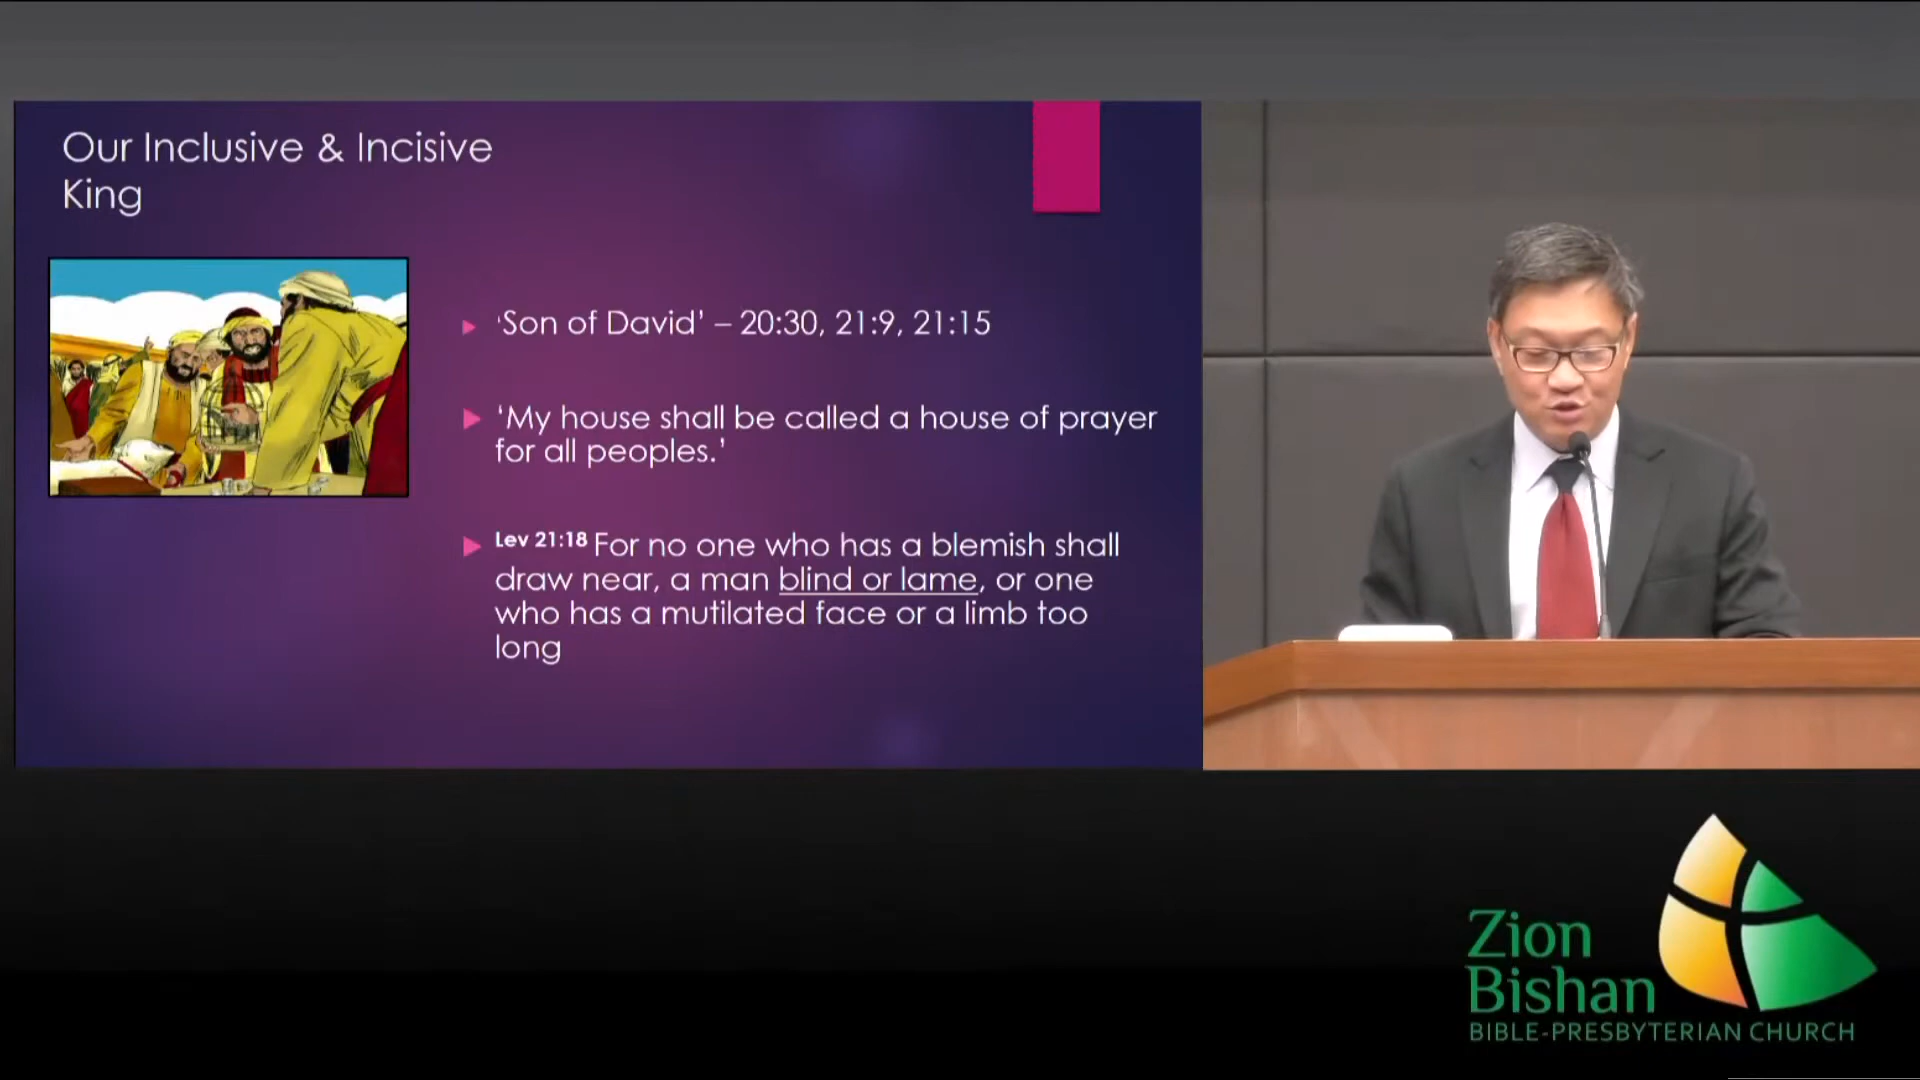 Our Inclusive & Incisive
King
‘Son of David’ – 20:30, 21:9, 21:15
‘My house shall be called a house of prayer
for all peoples.’
Lev 21:18 For no one who has a blemish shall
draw near, a man blind or lame, or one
who has a mutilated face or a limb too
long
Zion
Bishan
BIBLE-PRESBYTERIAN CHURCH